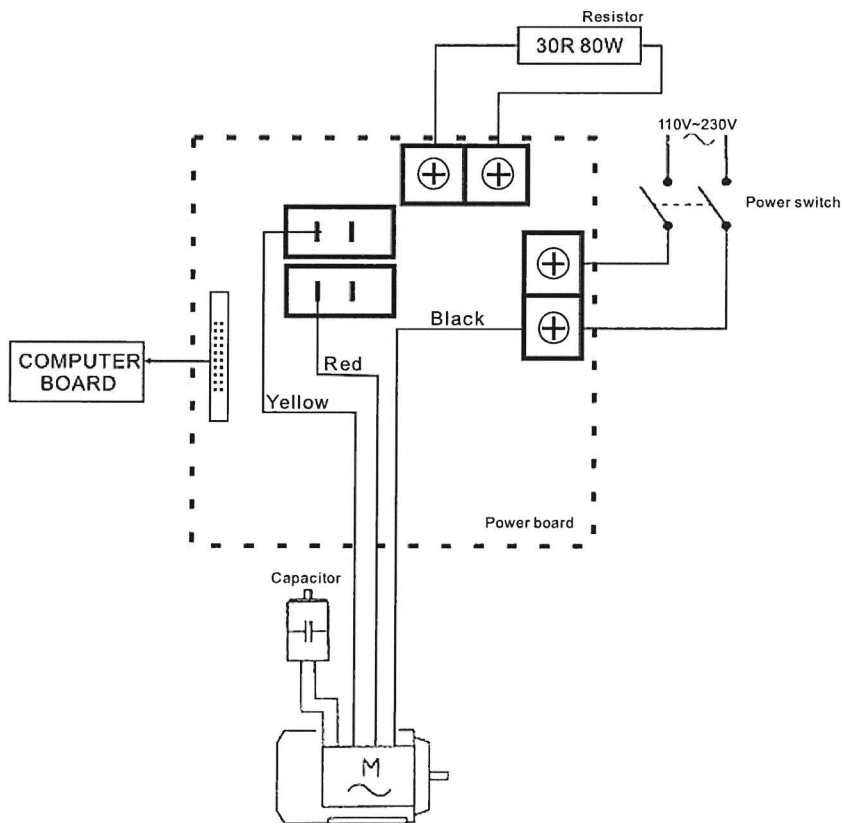 Resistor
30R 80W
110V~230V
Power switch
Black
Red
COMPUTER
BOARD
Yellow
Power board
Capacitor
M